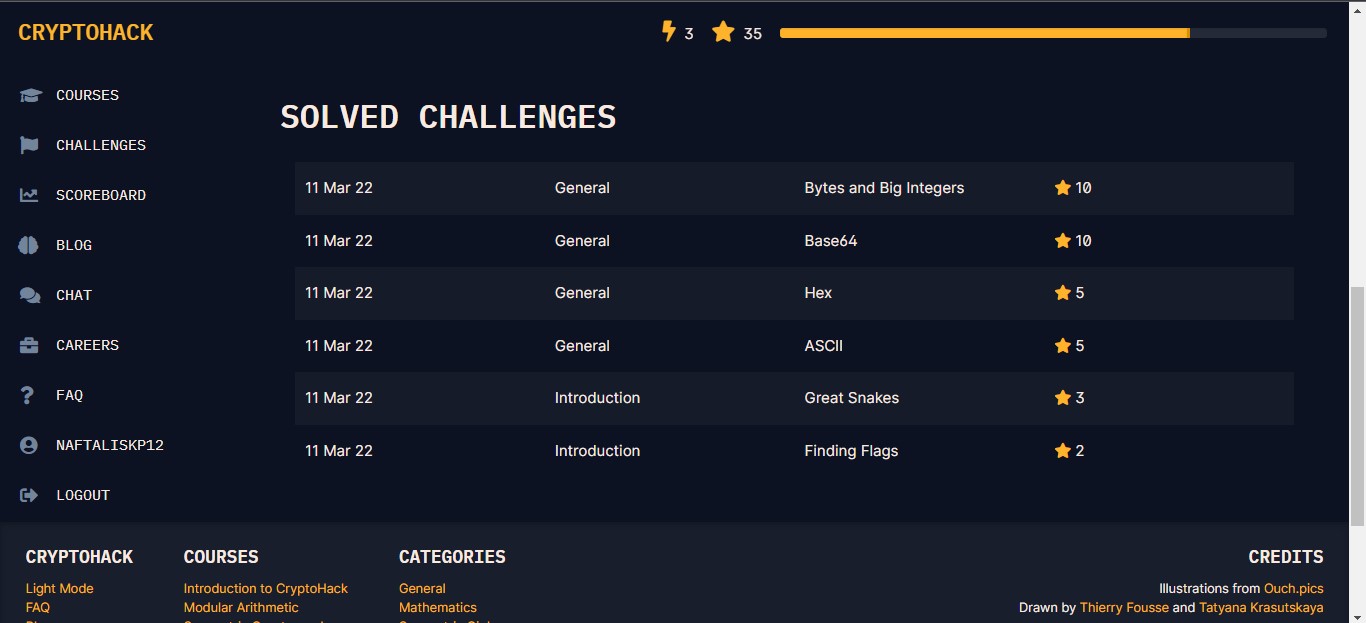 CRYPTOHACK
3 35
COURSES
CHALLENGES
SCOREBOARD
BLOG
CHAT
CAREERS
FAQ
NAFTALISKP12
LOGOUT
SOLVED CHALLENGES
11 Mar 22 General Bytes and Big Integers 10
11 Mar 22 General Base64 10
11 Mar 22 General Hex 5
11 Mar 22 General ASCII 5
11 Mar 22 Introduction Great Snakes 3
11 Mar 22 Introduction Finding Flags 2
CRYPTOHACK
Light Mode
FAQ
COURSES
Introduction to CryptoHack
Modular Arithmetic
CATEGORIES
General
Mathematics
CREDITS
Illustrations from Ouch.pics
Drawn by Thierry Fousse and Tatyana Krasutskaya